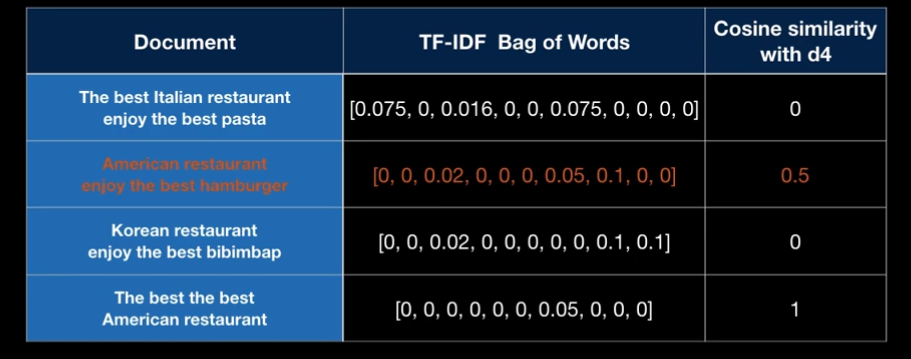 Document
TF-IDF Bag of Words
Cosine similarity
with d4
The best Italian restaurant
enjoy the best pasta
[0.075, 0, 0.016, 0, 0, 0.075, 0, 0, 0, 0]
0
American restaurant
enjoy the best hamburger
[0, 0, 0.02, 0, 0, 0, 0.05, 0.1, 0, 0]
0.5
Korean restaurant
enjoy the best bibimbap
[0, 0, 0.02, 0, 0, 0, 0, 0, 0.1, 0.1]
0
The best the best
American restaurant
[0, 0, 0, 0, 0, 0, 0.05, 0, 0, 0]
1